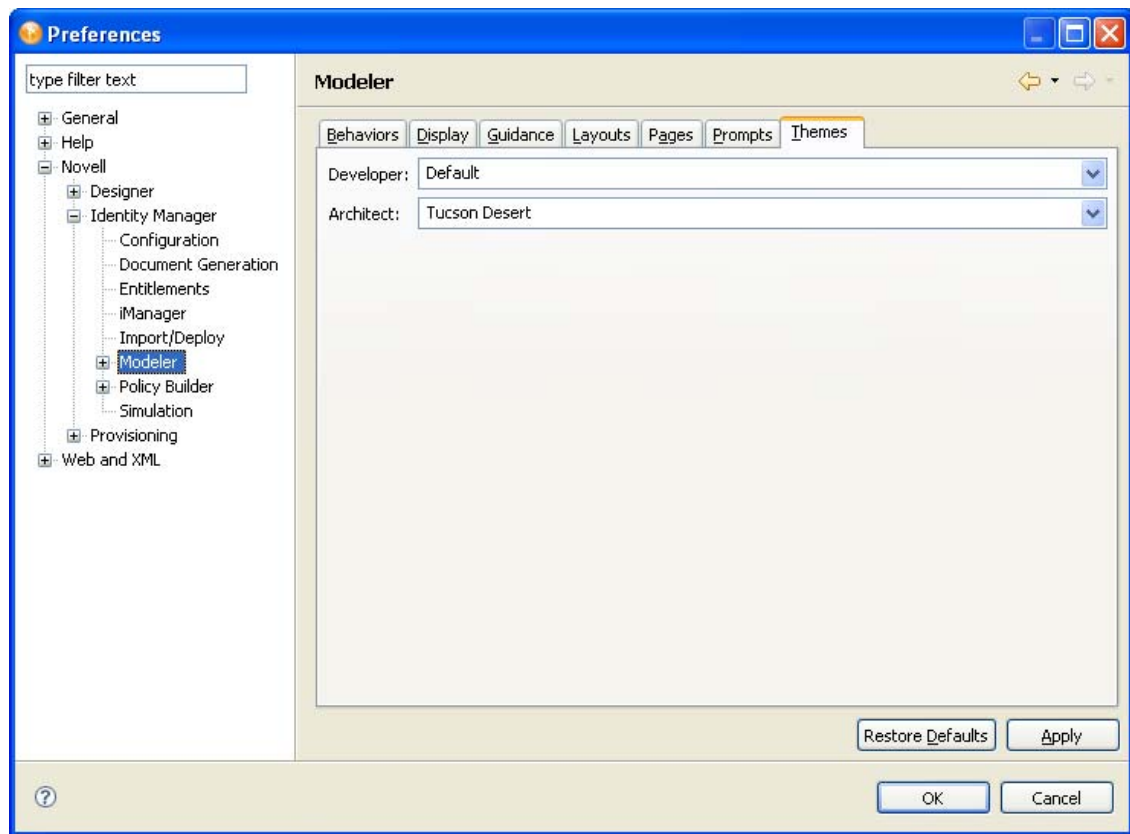 Preferences
type filter text
General
Help
Novell
Designer
Identity Manager
Configuration
Document Generation
Entitlements
iManager
Import/Deploy
Modeler
Policy Builder
Simulation
Provisioning
Web and XML
Modeler
Behaviors Display Guidance Layouts Pages Prompts Themes
Developer: Default
Architect: Tucson Desert
Restore Defaults Apply
OK Cancel